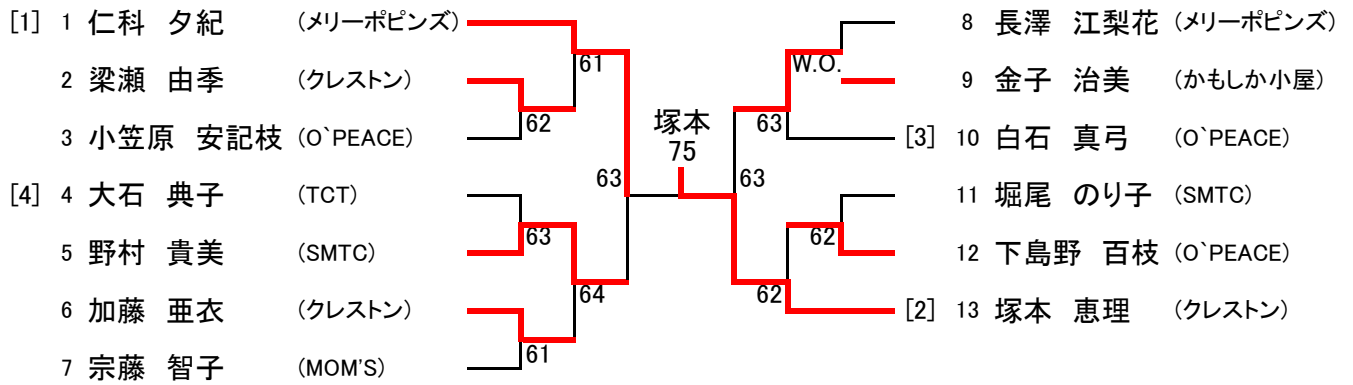 [1] 1 仁科 夕紀 (メリーポピンズ)
61
2 梁瀬 由季 (クレストン)
62
3 小笠原 安記枝 (O`PEACE)
63
[4] 4 大石 典子 (TCT)
63
5 野村 貴美 (SMTC)
64
6 加藤 亜衣 (クレストン)
61
7 宗藤 智子 (MOM'S)
塚本
75
8 長澤 江梨花 (メリーポピンズ)
W.O.
9 金子 治美 (かもしか小屋)
63
[3] 10 白石 真弓 (O`PEACE)
63
11 堀尾 のり子 (SMTC)
62
12 下島野 百枝 (O`PEACE)
62
[2] 13 塚本 恵理 (クレストン)